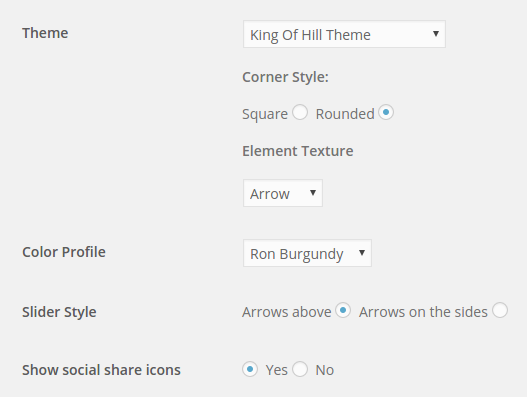 Theme King Of Hill Theme
Corner Style:
Square Rounded
Element Texture
Arrow
Color Profile Ron Burgundy
Slider Style Arrows above Arrows on the sides
Show social share icons Yes No